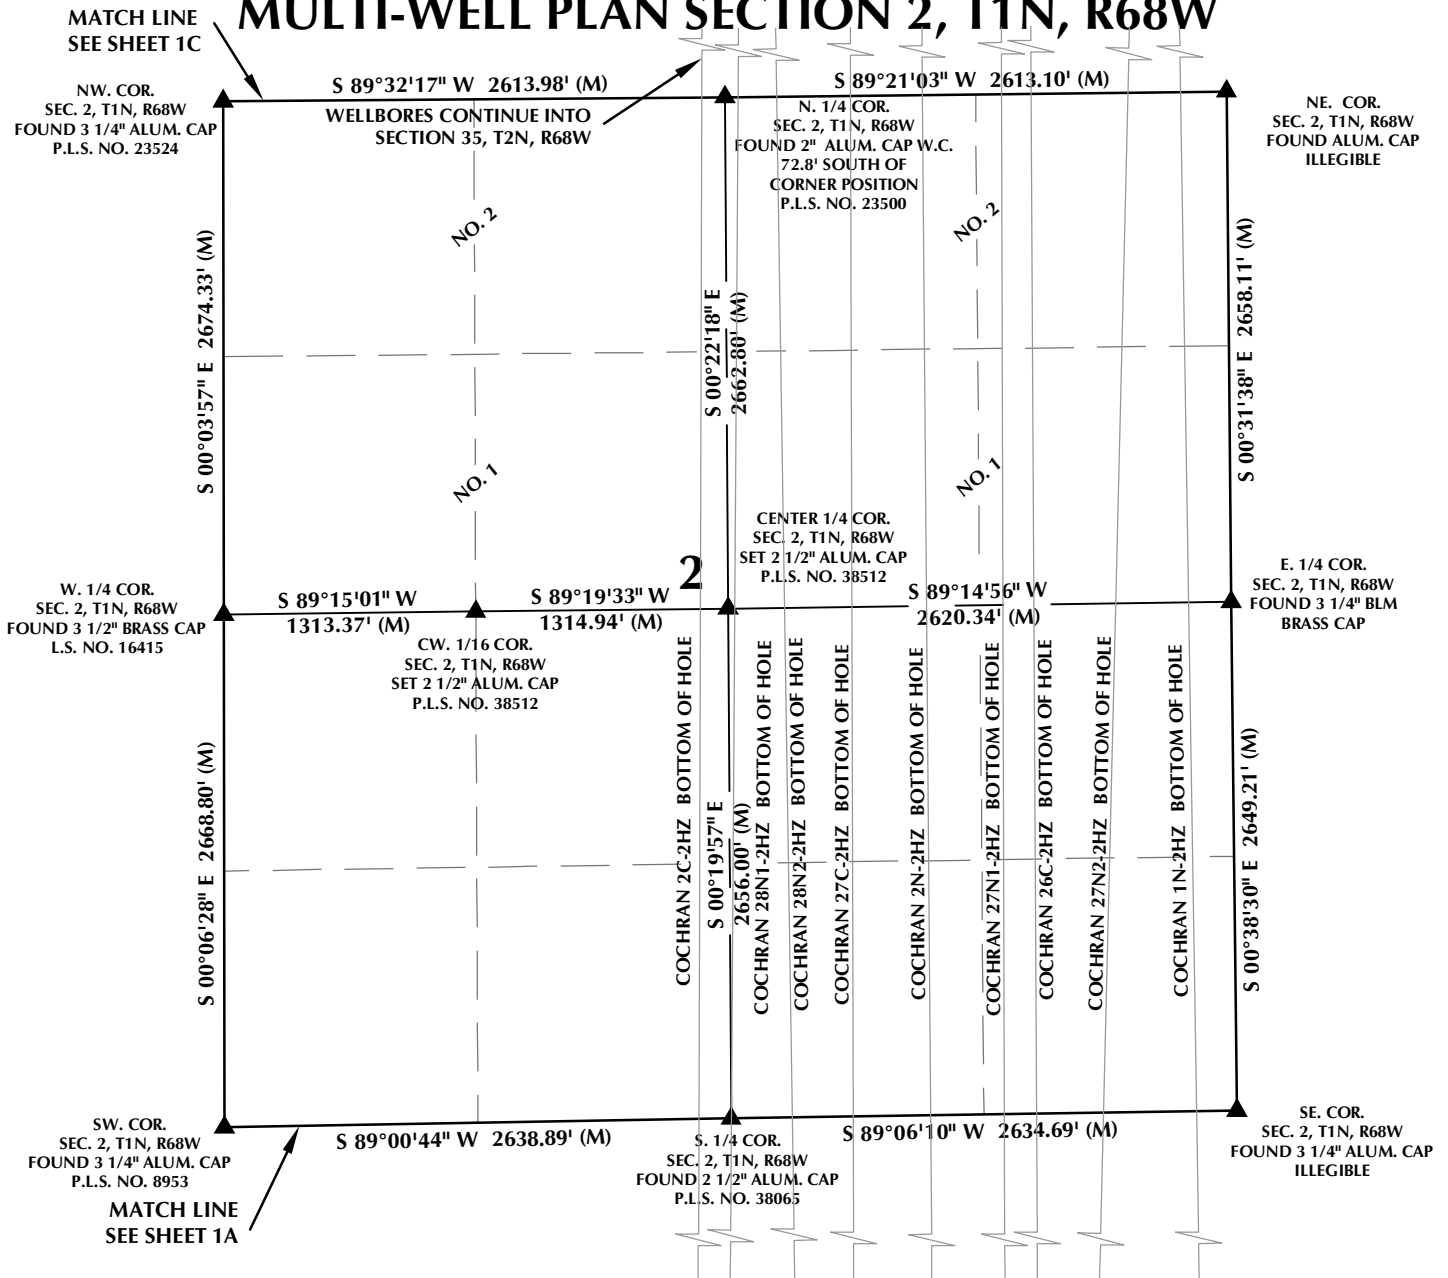 MULTI-WELL PLAN SECTION 2, T1N, R68W
MATCH LINE
SEE SHEET 1C
NW. COR.
SEC. 2, T1N, R68W
FOUND 3 1/4" ALUM. CAP
P.L.S. NO. 23524
S 89°32'17" W 2613.98' (M)
WELLBORES CONTINUE INTO
SECTION 35, T2N, R68W
S 89°21'03" W 2613.10' (M)
N. 1/4 COR.
SEC. 2, T1N, R68W
FOUND 2" ALUM. CAP W.C.
72.8' SOUTH OF
CORNER POSITION
P.L.S. NO. 23500
NE. COR.
SEC. 2, T1N, R68W
FOUND ALUM. CAP
ILLEGIBLE
NO. 2
NO. 2
S 00°03'57" E 2674.33' (M)
S 00°22'18" E
2662.80' (M)
S 00°31'38" E 2658.11' (M)
NO. 1
NO. 1
CENTER 1/4 COR.
SEC. 2, T1N, R68W
SET 2 1/2" ALUM. CAP
P.L.S. NO. 38512
2
W. 1/4 COR.
SEC. 2, T1N, R68W
FOUND 3 1/2" BRASS CAP
L.S. NO. 16415
S 89°15'01" W
1313.37' (M)
S 89°19'33" W
1314.94' (M)
S 89°14'56" W
2620.34' (M)
E. 1/4 COR.
SEC. 2, T1N, R68W
FOUND 3 1/4" BLM
BRASS CAP
CW. 1/16 COR.
SEC. 2, T1N, R68W
SET 2 1/2" ALUM. CAP
P.L.S. NO. 38512
S 00°06'28" E 2668.80' (M)
COCHRAN 2C-2HZ BOTTOM OF HOLE
S 00°19'57" E
2656.00' (M)
COCHRAN 28N1-2HZ BOTTOM OF HOLE
COCHRAN 28N2-2HZ BOTTOM OF HOLE
COCHRAN 27C-2HZ BOTTOM OF HOLE
COCHRAN 2N-2HZ BOTTOM OF HOLE
COCHRAN 27N1-2HZ BOTTOM OF HOLE
COCHRAN 26C-2HZ BOTTOM OF HOLE
COCHRAN 27N2-2HZ BOTTOM OF HOLE
COCHRAN 1N-2HZ BOTTOM OF HOLE
S 00°38'30" E 2649.21' (M)
SW. COR.
SEC. 2, T1N, R68W
FOUND 3 1/4" ALUM. CAP
P.L.S. NO. 8953
MATCH LINE
SEE SHEET 1A
S 89°00'44" W 2638.89' (M)
S. 1/4 COR.
SEC. 2, T1N, R68W
FOUND 2 1/2" ALUM. CAP
P.L.S. NO. 38065
S 89°06'10" W 2634.69' (M)
SE. COR.
SEC. 2, T1N, R68W
FOUND 3 1/4" ALUM. CAP
ILLEGIBLE